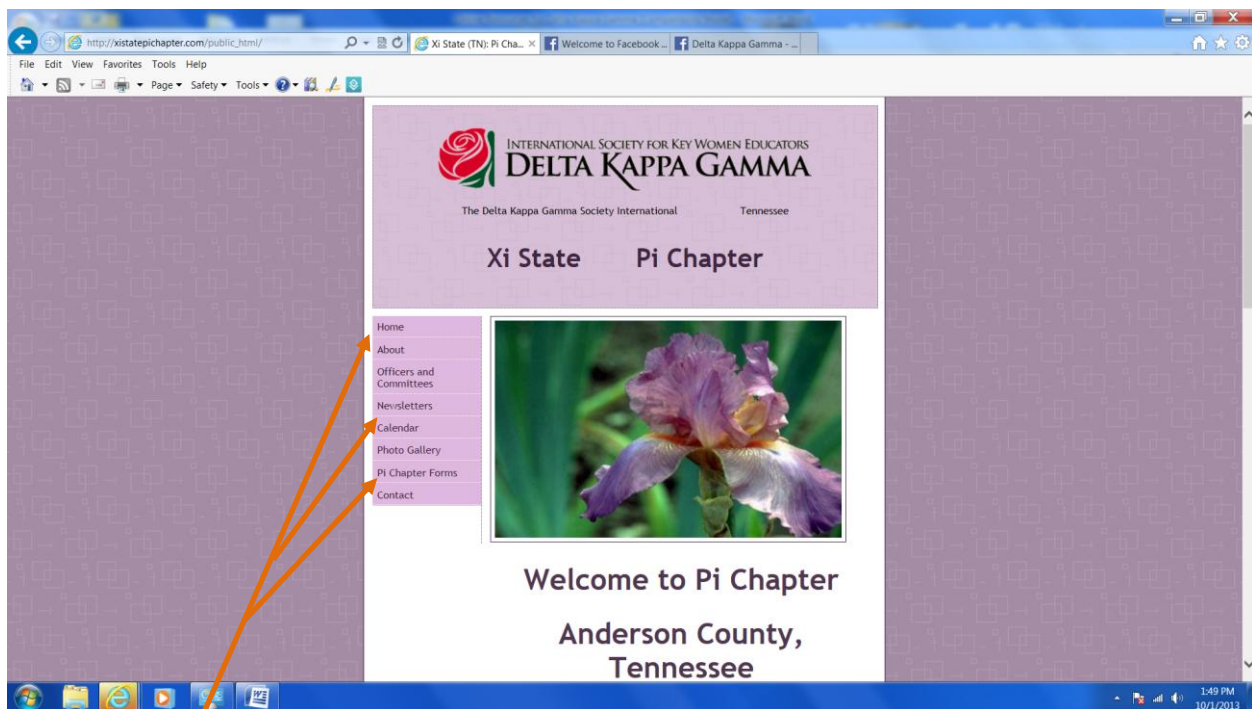 http://xistatepichapter.com/public_html/
Xi State (TN): Pi Cha...
Welcome to Facebook ...
Delta Kappa Gamma - ...
File Edit View Favorites Tools Help
Page Safety Tools
INTERNATIONAL SOCIETY FOR KEY WOMEN EDUCATORS
DELTA KAPPA GAMMA
The Delta Kappa Gamma Society International Tennessee
Xi State Pi Chapter
Home
About
Officers and
Committees
Newsletters
Calendar
Photo Gallery
Pi Chapter Forms
Contact
Welcome to Pi Chapter
Anderson County,
Tennessee
1:49 PM
10/1/2013